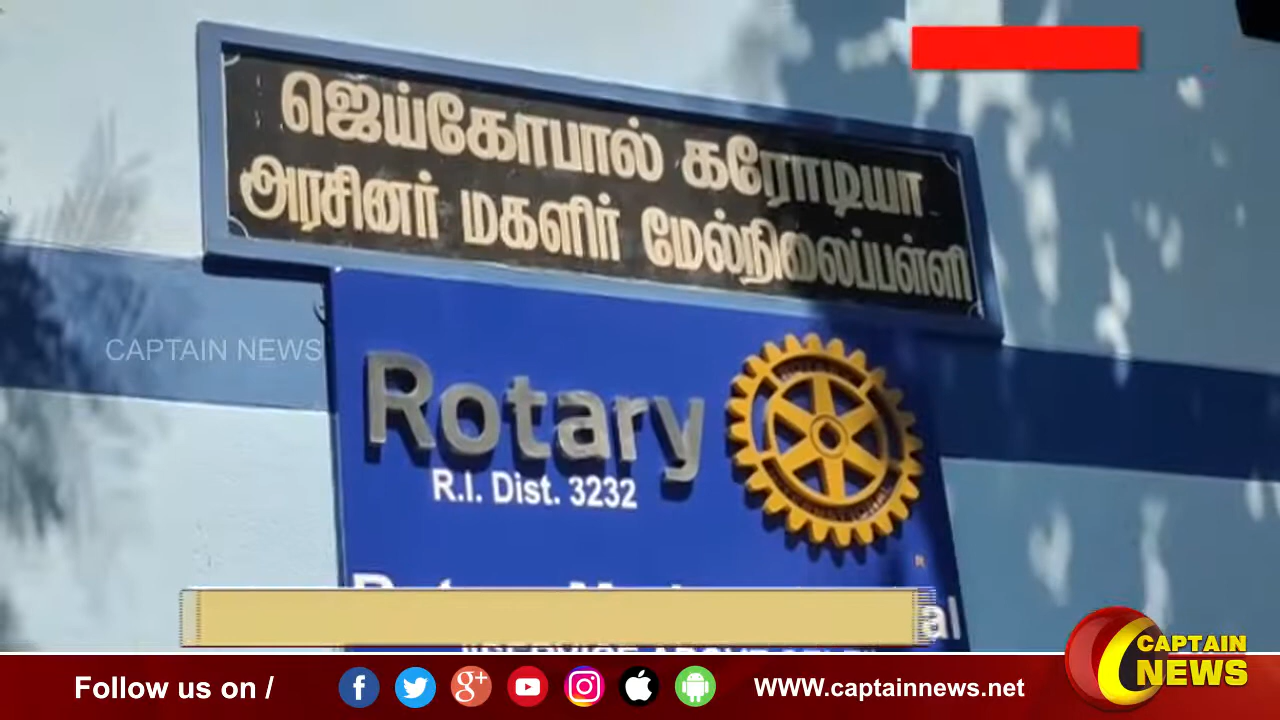 ஜெய்கோபால் கரோடியா
அரசினர் மகளிர் மேல்நிலைப்பள்ளி
CAPTAIN NEWS
Rotary
R.I. Dist. 3232
Follow us on /
WWW.captainnews.net
CAPTAIN
NEWS